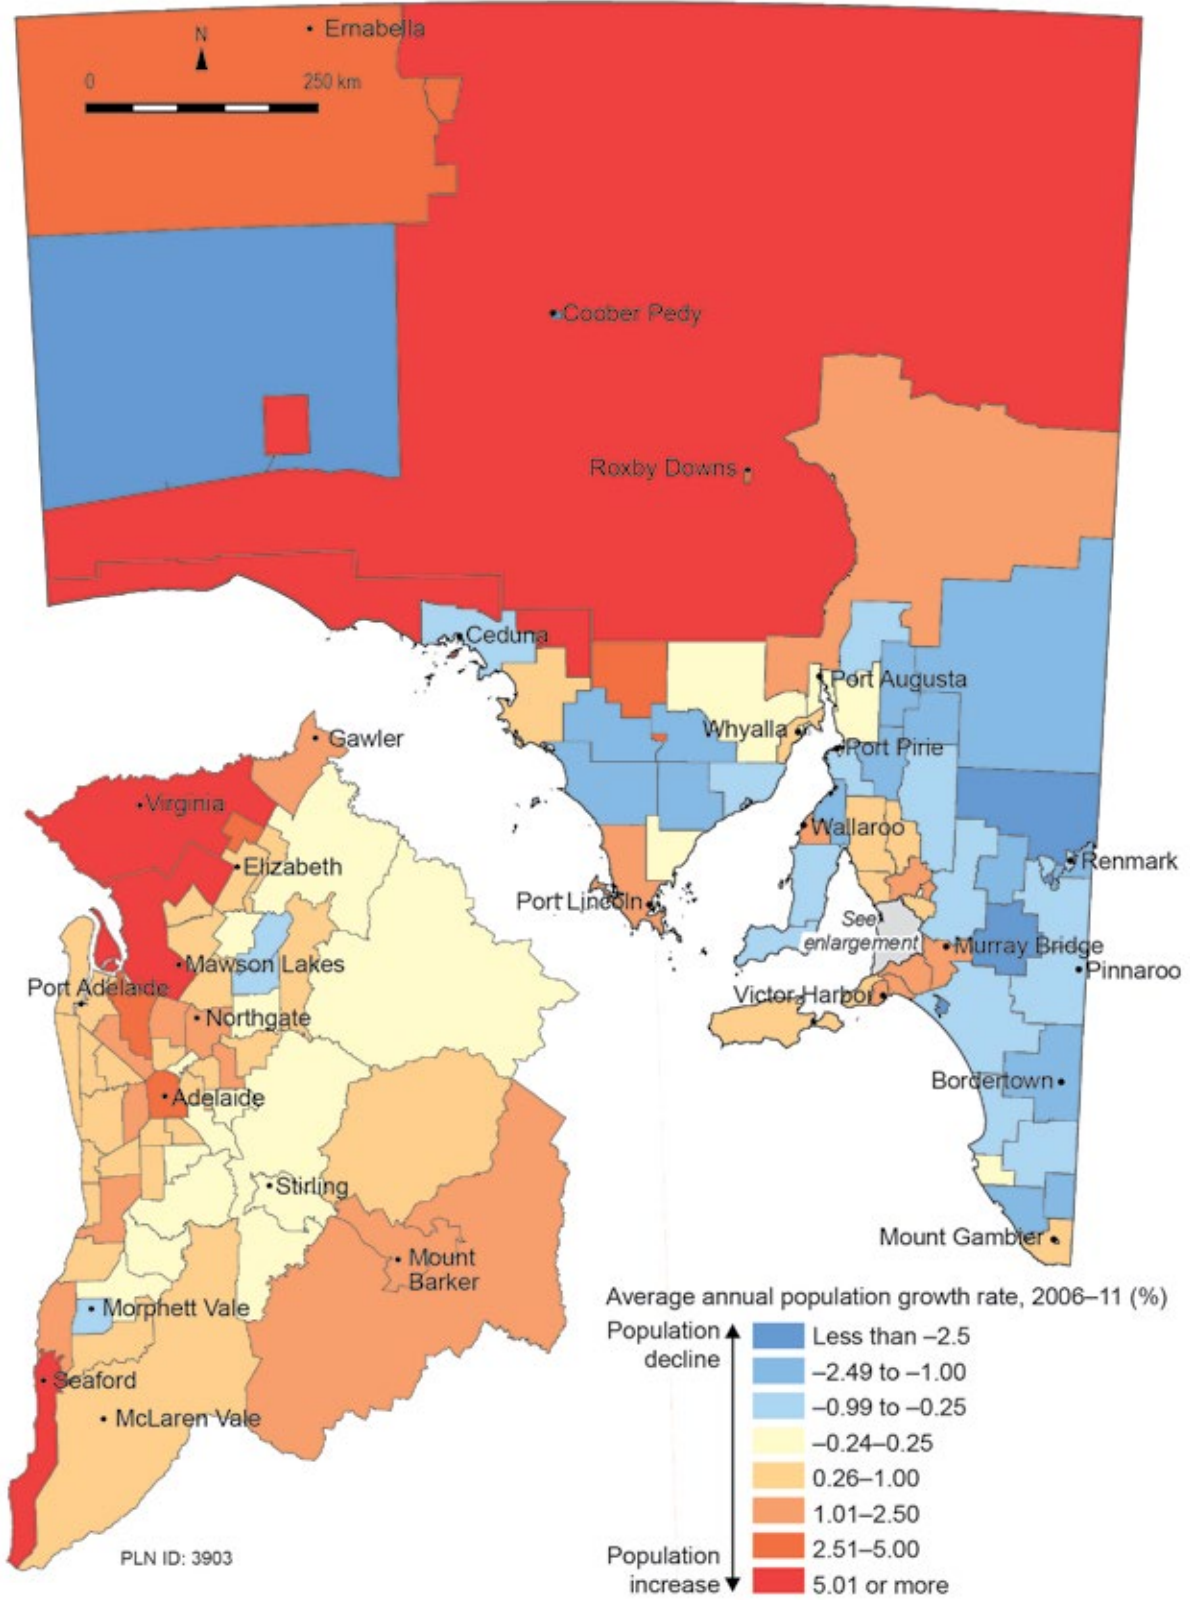 Ernabella
N
0 250 km
Coober Pedy
Roxby Downs
Ceduna
Port Augusta
Whyalla
Gawler
Port Pirie
Virginia
Wallaroo
Elizabeth
Renmark
Port Lincoln
See
enlargement
Murray Bridge
Mawson Lakes
Pinnaroo
Port Adelaide
Victor Harbor
Northgate
Bordertown
Adelaide
Stirling
Mount Gambier
Mount
Barker
Morphett Vale
Seaford
McLaren Vale
PLN ID: 3903
Average annual population growth rate, 2006–11 (%)
Population
decline
Less than –2.5
–2.49 to –1.00
–0.99 to –0.25
–0.24–0.25
0.26–1.00
1.01–2.50
2.51–5.00
5.01 or more
Population
increase